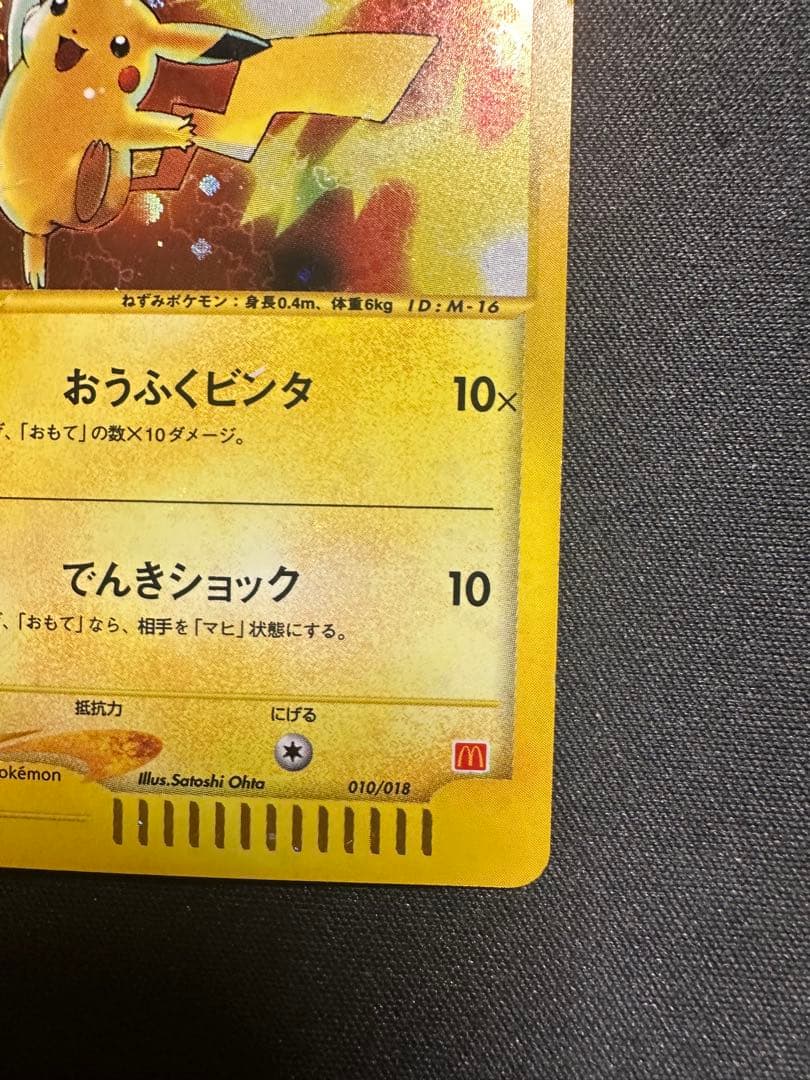 ねずみポケモン：身長0.4m、体重6kg ID:M-16
おうふくビンタ 10×
、「おもて」の数×10ダメージ。
でんきショック 10
、「おもて」なら、相手を「マヒ」状態にする。
抵抗力 にげる
okémon Illus.Satoshi Ohta 010/018